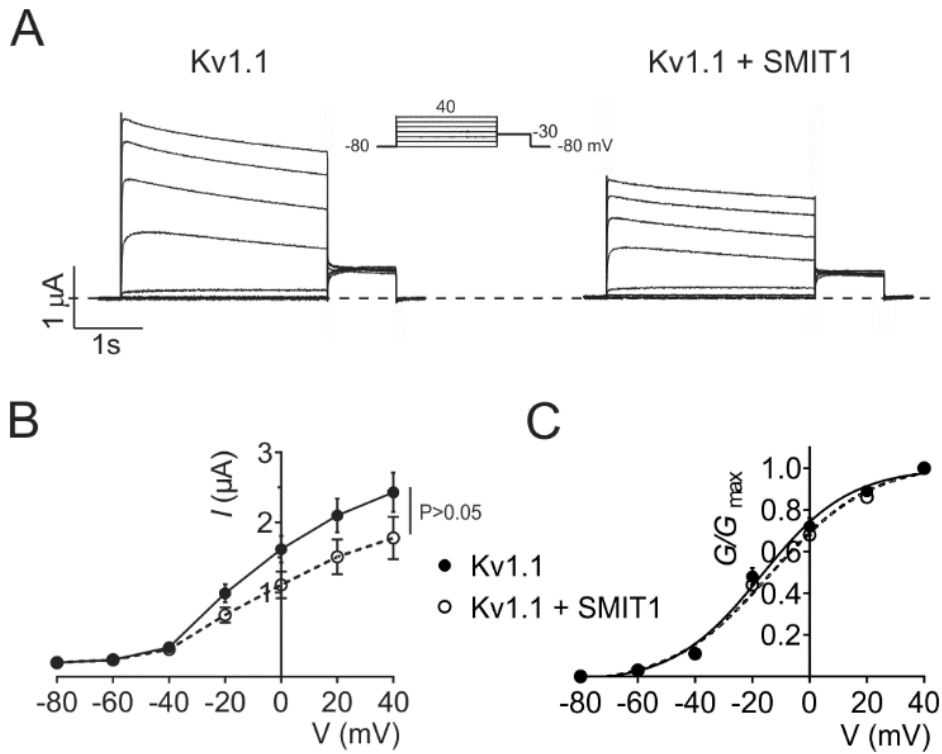 A
Kv1.1
Kv1.1 + SMIT1
40
-80
-30
-80 mV
1 µA
1s
B
3
2
1
I (µA)
P>0.05
-80 -60 -40 -20 0 20 40
V (mV)
Kv1.1
Kv1.1 + SMIT1
C
1.0
0.8
0.6
0.4
0.2
G/Gmax
-80 -60 -40 -20 0 20 40
V (mV)